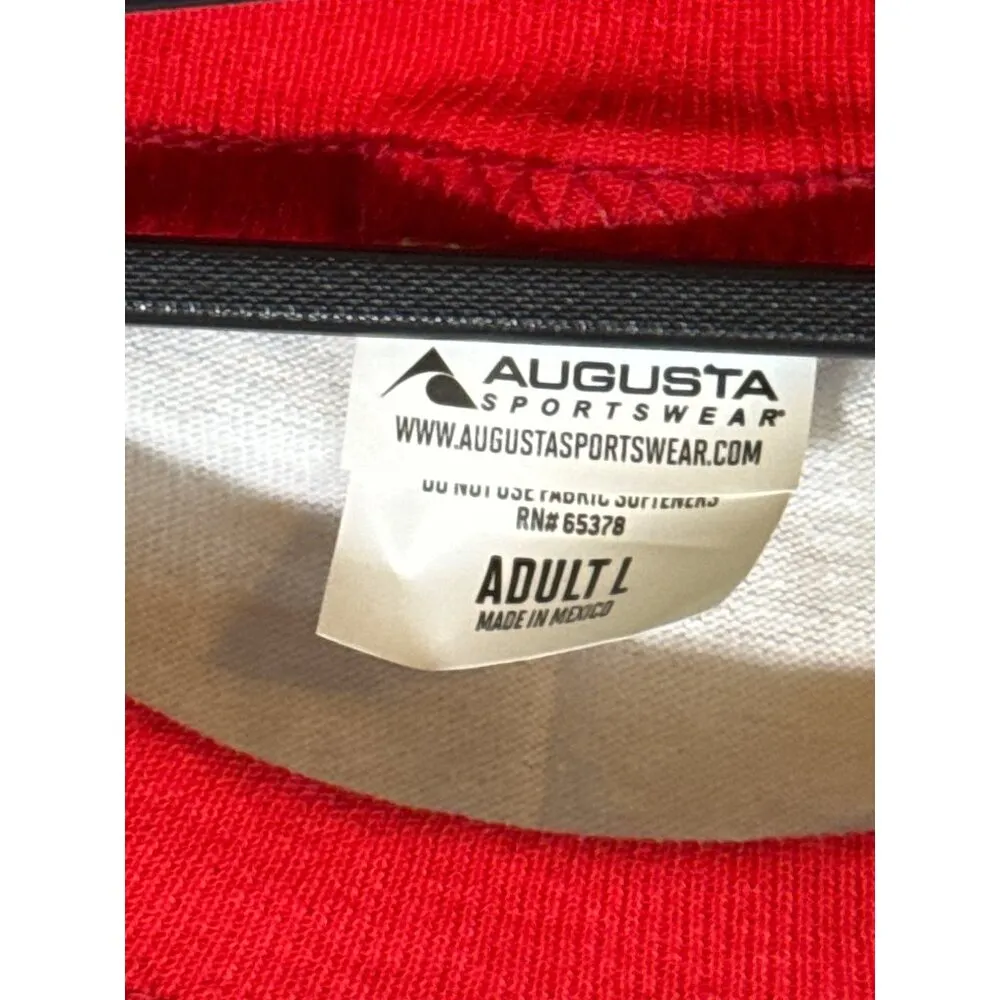 AUGUSTA
SPORTSWEAR®
WWW.AUGUSTASPORTSWEAR.COM
DO NOT USE FABRIC SOFTENERS
RN# 65378
ADULT L
MADE IN MEXICO